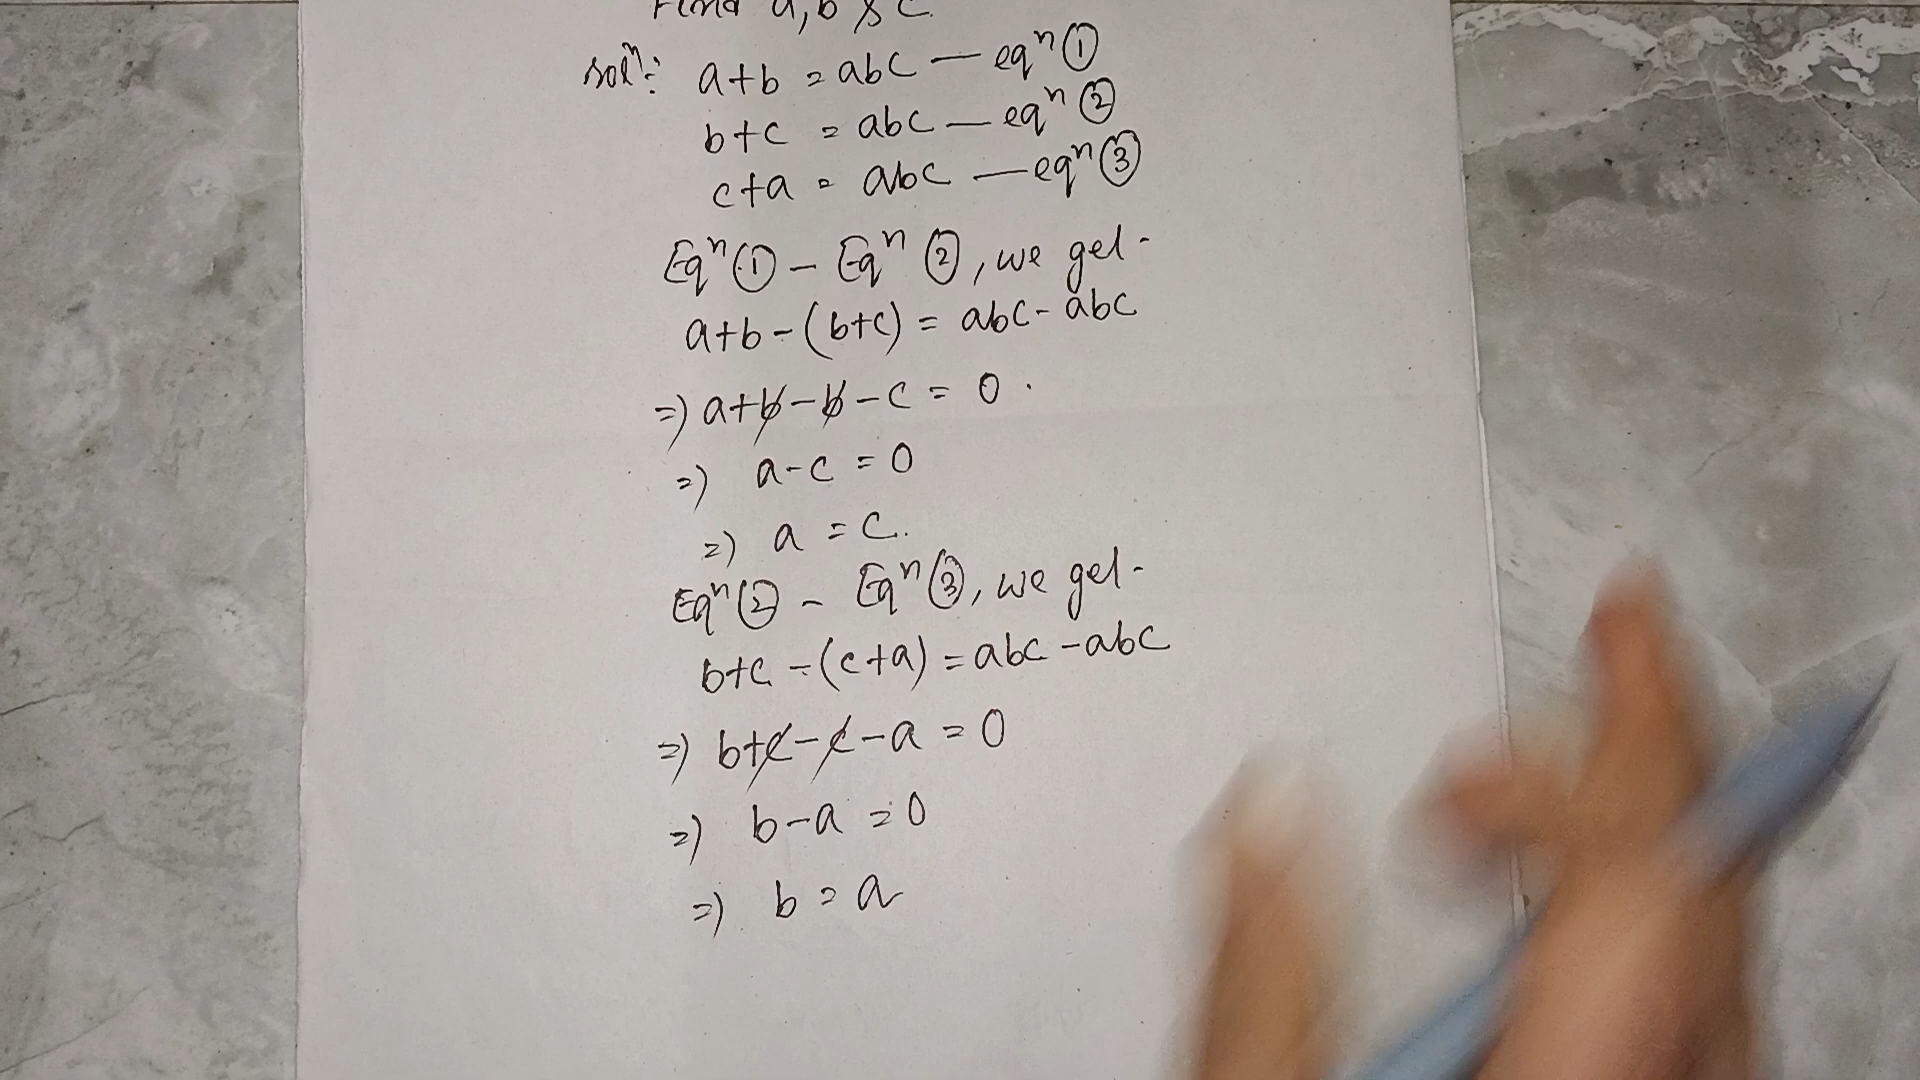 Find a, b & c.
Solⁿ: a+b = abc — eqⁿ ①
b+c = abc — eqⁿ ②
c+a = abc — eqⁿ ③
Eqⁿ ① - Eqⁿ ②, we get-
a+b-(b+c) = abc-abc
=) a+b-b-c = 0.
=) a-c = 0
=) a = c.
Eqⁿ ② - Eqⁿ ③, we get-
b+c-(c+a) = abc-abc
=) b+c-c-a = 0
=) b-a = 0
=) b = a